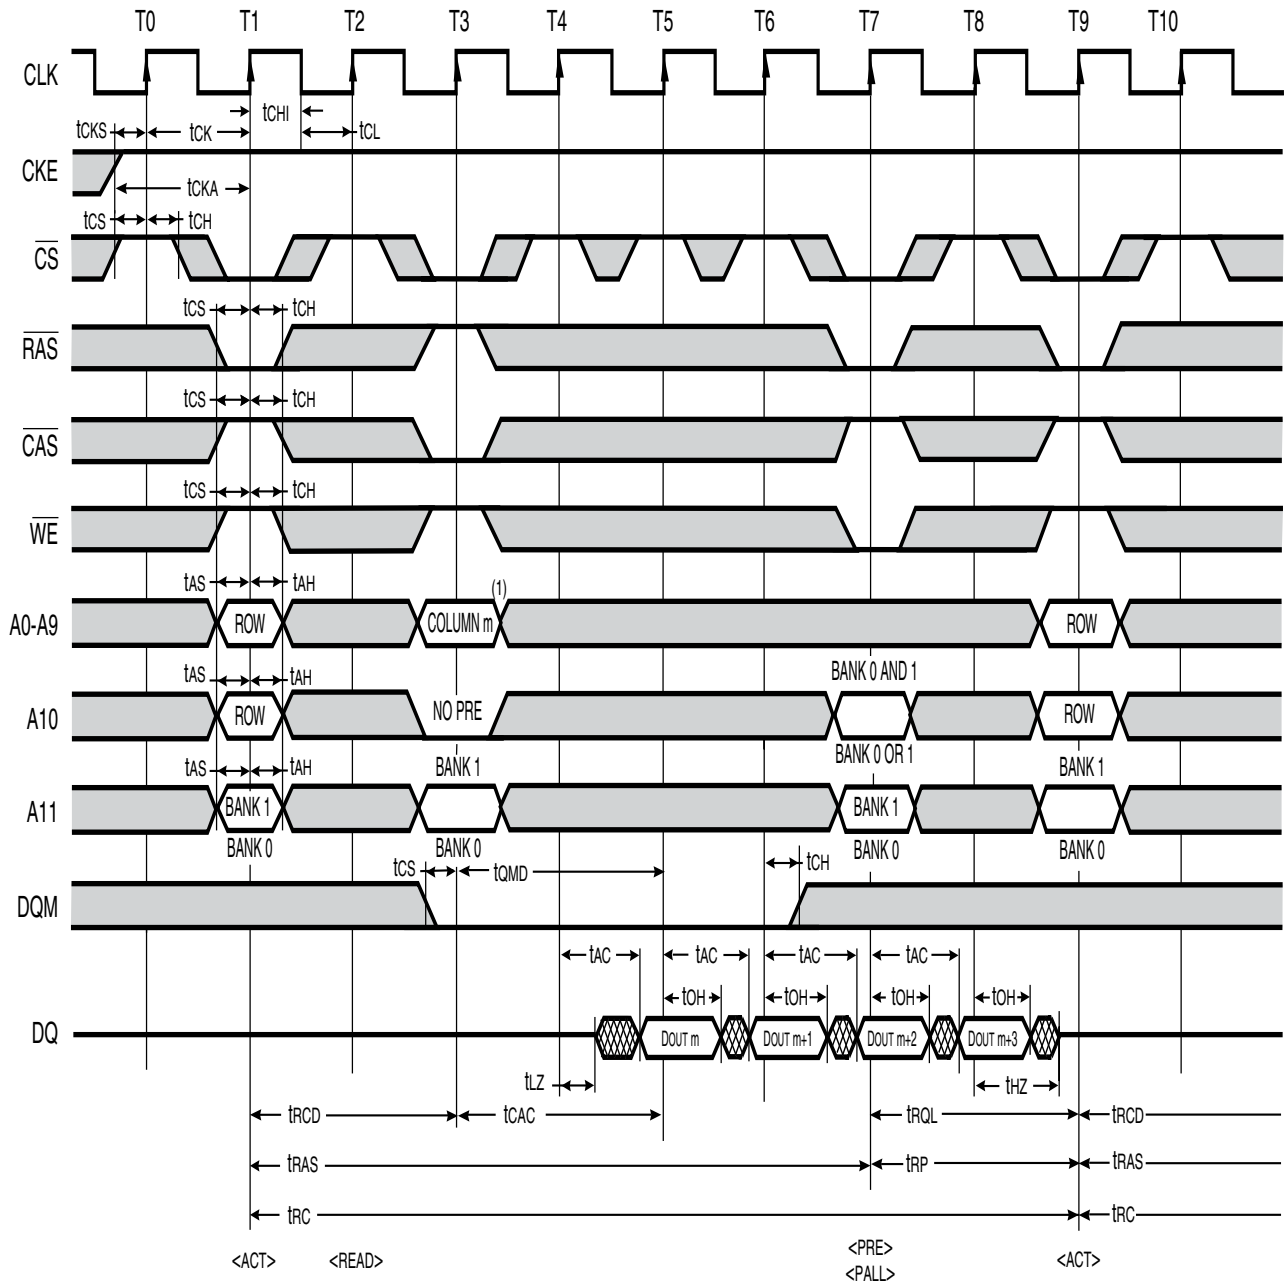 T0 T1 T2 T3 T4 T5 T6 T7 T8 T9 T10
CLK
tCHI
tCKS tCK tCL
CKE
tCKA
tCS tCH
CS
tCS tCH
RAS
tCS tCH
CAS
tCS tCH
WE
tAS tAH (1)
A0-A9 ROW COLUMN m ROW
BANK 0 AND 1
tAS tAH
A10 ROW NO PRE ROW
BANK 0 OR 1
tAS tAH BANK 1 BANK 1
A11 BANK 1 BANK 1
BANK 0 BANK 0 BANK 0 BANK 0
tCS tQMD tCH
DQM
tAC tAC tAC tAC
tOH tOH tOH tOH
DQ DOUT m DOUT m+1 DOUT m+2 DOUT m+3
tLZ tHZ
tRCD tCAC tRQL tRCD
tRAS tRP tRAS
tRC tRC
<ACT> <READ> <PRE> <ACT>
<PALL>